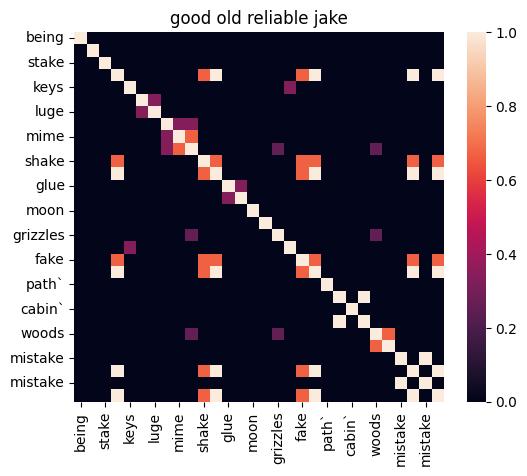 good old reliable jake
being
stake
keys
luge
mime
shake
glue
moon
grizzles
fake
path`
cabin`
woods
mistake
mistake
1.0
0.8
0.6
0.4
0.2
0.0
being
stake
keys
luge
mime
shake
glue
moon
grizzles
fake
path`
cabin`
woods
mistake
mistake